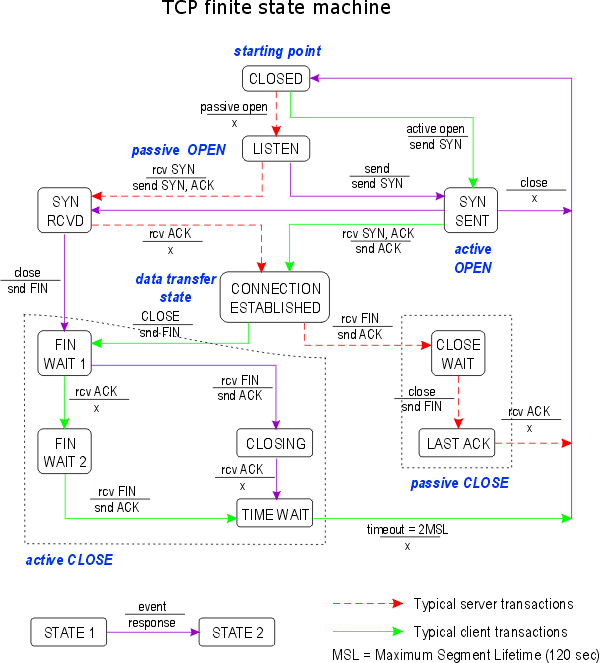 TCP finite state machine
starting point
CLOSED
passive open
x
active open
send SYN
passive OPEN
LISTEN
rcv SYN
send SYN, ACK
send
send SYN
close
x
SYN
RCVD
SYN
SENT
rcv ACK
x
rcv SYN, ACK
snd ACK
active
OPEN
close
snd FIN
data transfer
state
CONNECTION
ESTABLISHED
CLOSE
snd FIN
rcv FIN
snd ACK
FIN
WAIT 1
CLOSE
WAIT
rcv ACK
x
rcv FIN
snd ACK
close
snd FIN
rcv ACK
x
FIN
WAIT 2
CLOSING
LAST ACK
rcv ACK
x
passive CLOSE
rcv FIN
snd ACK
TIME WAIT
timeout = 2MSL
x
active CLOSE
event
response
STATE 1
STATE 2
Typical server transactions
Typical client transactions
MSL = Maximum Segment Lifetime (120 sec)